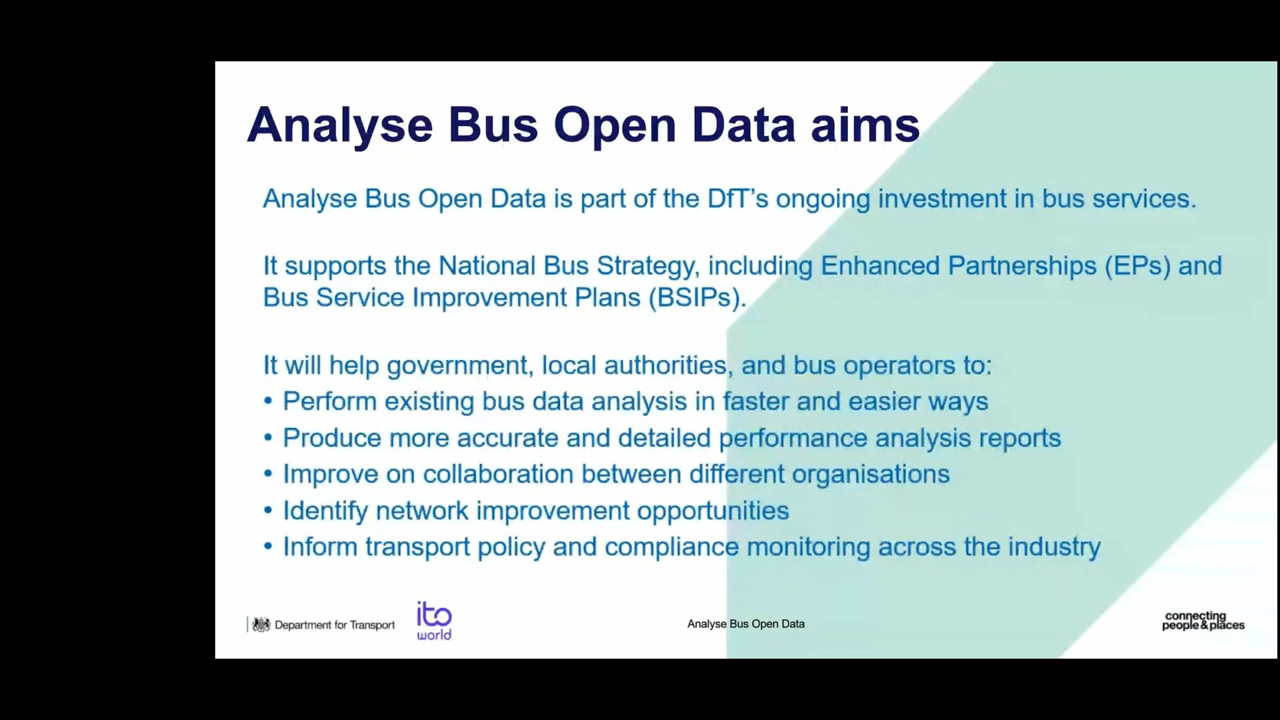 Analyse Bus Open Data aims
Analyse Bus Open Data is part of the DfT's ongoing investment in bus services.
It supports the National Bus Strategy, including Enhanced Partnerships (EPs) and
Bus Service Improvement Plans (BSIPs).
It will help government, local authorities, and bus operators to:
• Perform existing bus data analysis in faster and easier ways
• Produce more accurate and detailed performance analysis reports
• Improve on collaboration between different organisations
• Identify network improvement opportunities
• Inform transport policy and compliance monitoring across the industry
Department for Transport
ito
world
Analyse Bus Open Data
connecting
people & places